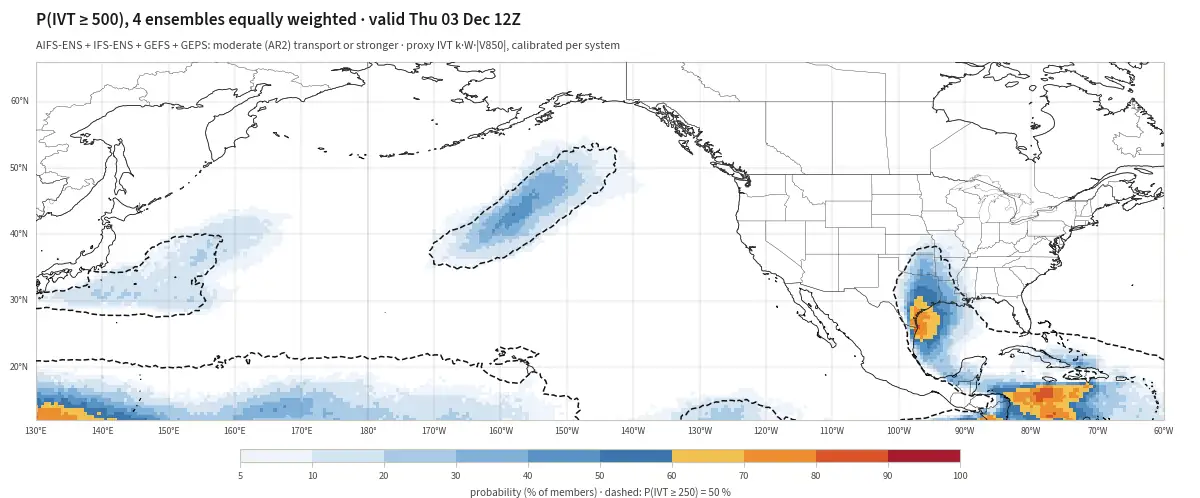 P(IVT ≥ 500), 4 ensembles equally weighted · valid Thu 03 Dec 12Z
AIFS-ENS + IFS-ENS + GEFS + GEPS: moderate (AR2) transport or stronger · proxy IVT k·W·|V850|, calibrated per system
60°N
50°N
40°N
30°N
20°N
130°E 140°E 150°E 160°E 170°E 180° 170°W 160°W 150°W 140°W 130°W 120°W 110°W 100°W 90°W 80°W 70°W 60°W
5 10 20 30 40 50 60 70 80 90 100
probability (% of members) · dashed: P(IVT ≥ 250) = 50 %